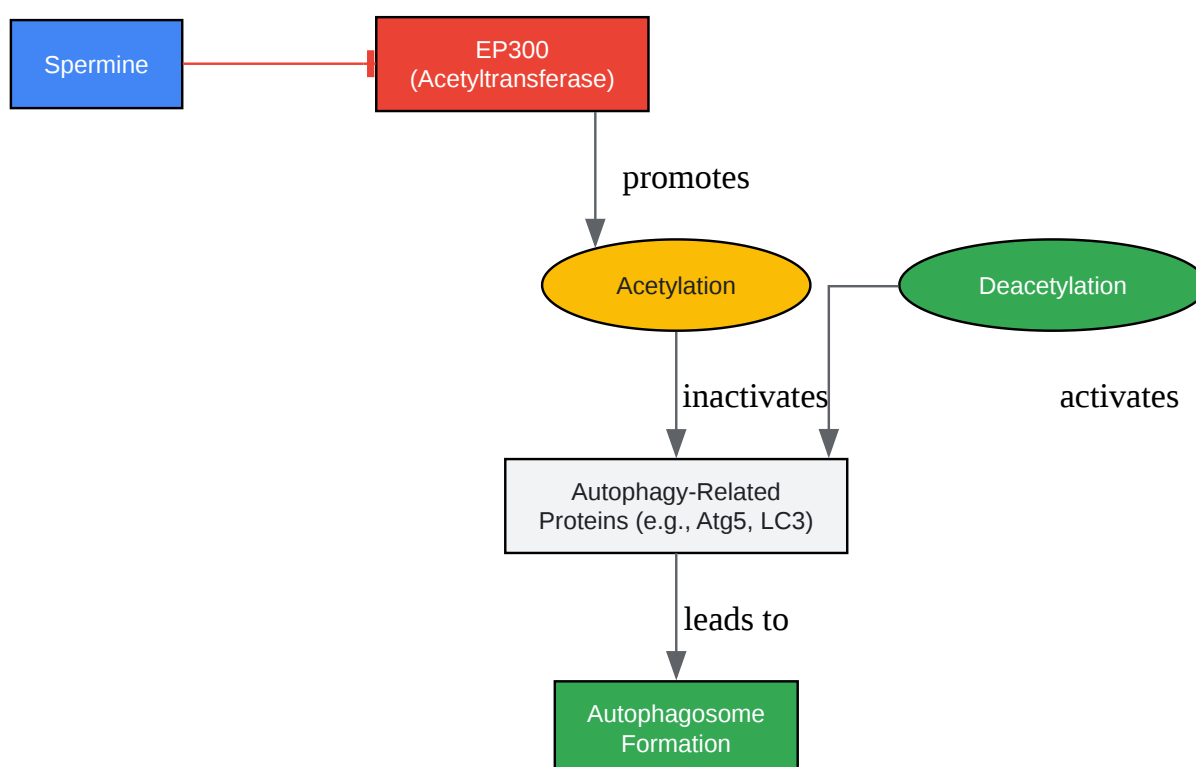 Spermine
EP300
(Acetyltransferase)
promotes
Acetylation
Deacetylation
inactivates
activates
Autophagy-Related
Proteins (e.g., Atg5, LC3)
leads to
Autophagosome
Formation